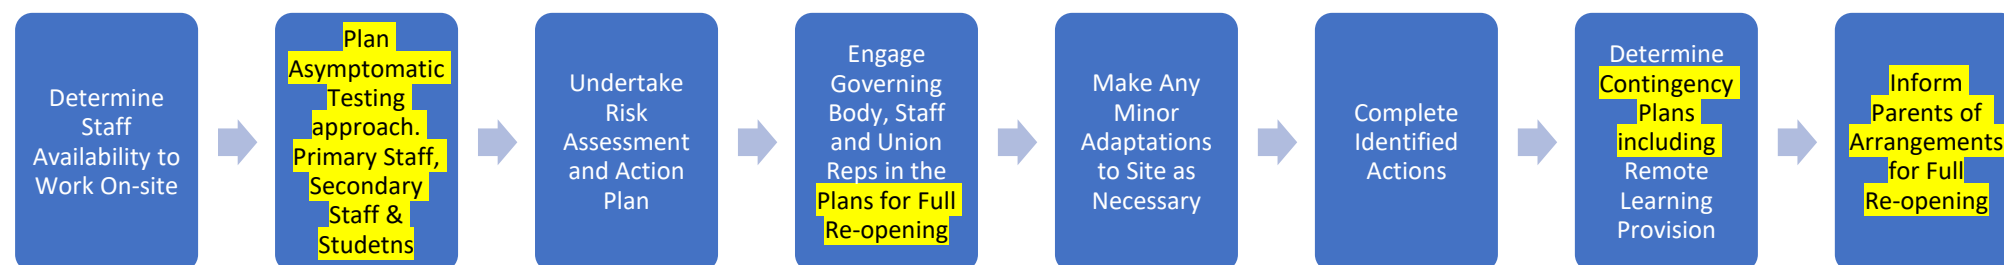 Determine
Staff
Availability to
Work On-site
Plan
Asymptomatic
Testing
approach.
Primary Staff,
Secondary
Staff &
Studetns
Undertake
Risk
Assessment
and Action
Plan
Engage
Governing
Body, Staff
and Union
Reps in the
Plans for Full
Re-opening
Make Any
Minor
Adaptations
to Site as
Necessary
Complete
Identified
Actions
Determine
Contingency
Plans
including
Remote
Learning
Provision
Inform
Parents of
Arrangements
for Full
Re-opening